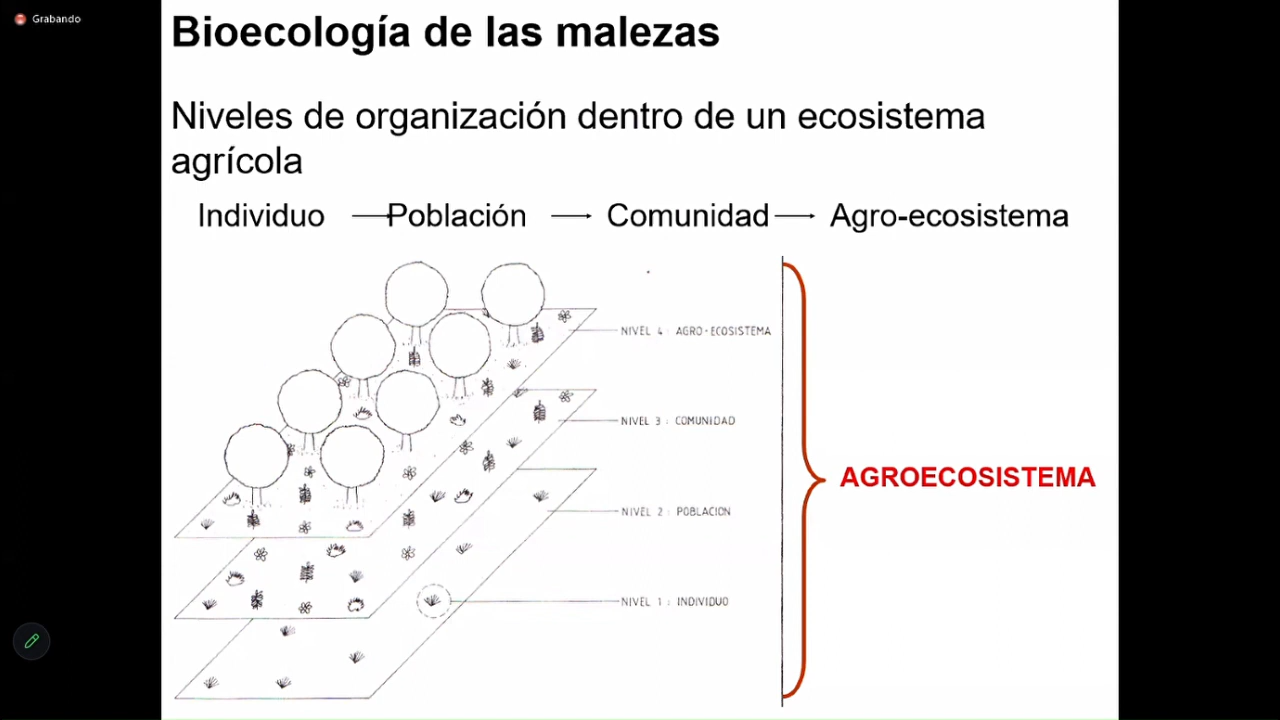 Grabando
Bioecología de las malezas
Niveles de organización dentro de un ecosistema
agrícola
Individuo Población Comunidad Agro-ecosistema
NIVEL 4 : AGRO-ECOSISTEMA
NIVEL 3 : COMUNIDAD
AGROECOSISTEMA
NIVEL 2 : POBLACION
NIVEL 1 : INDIVIDUO